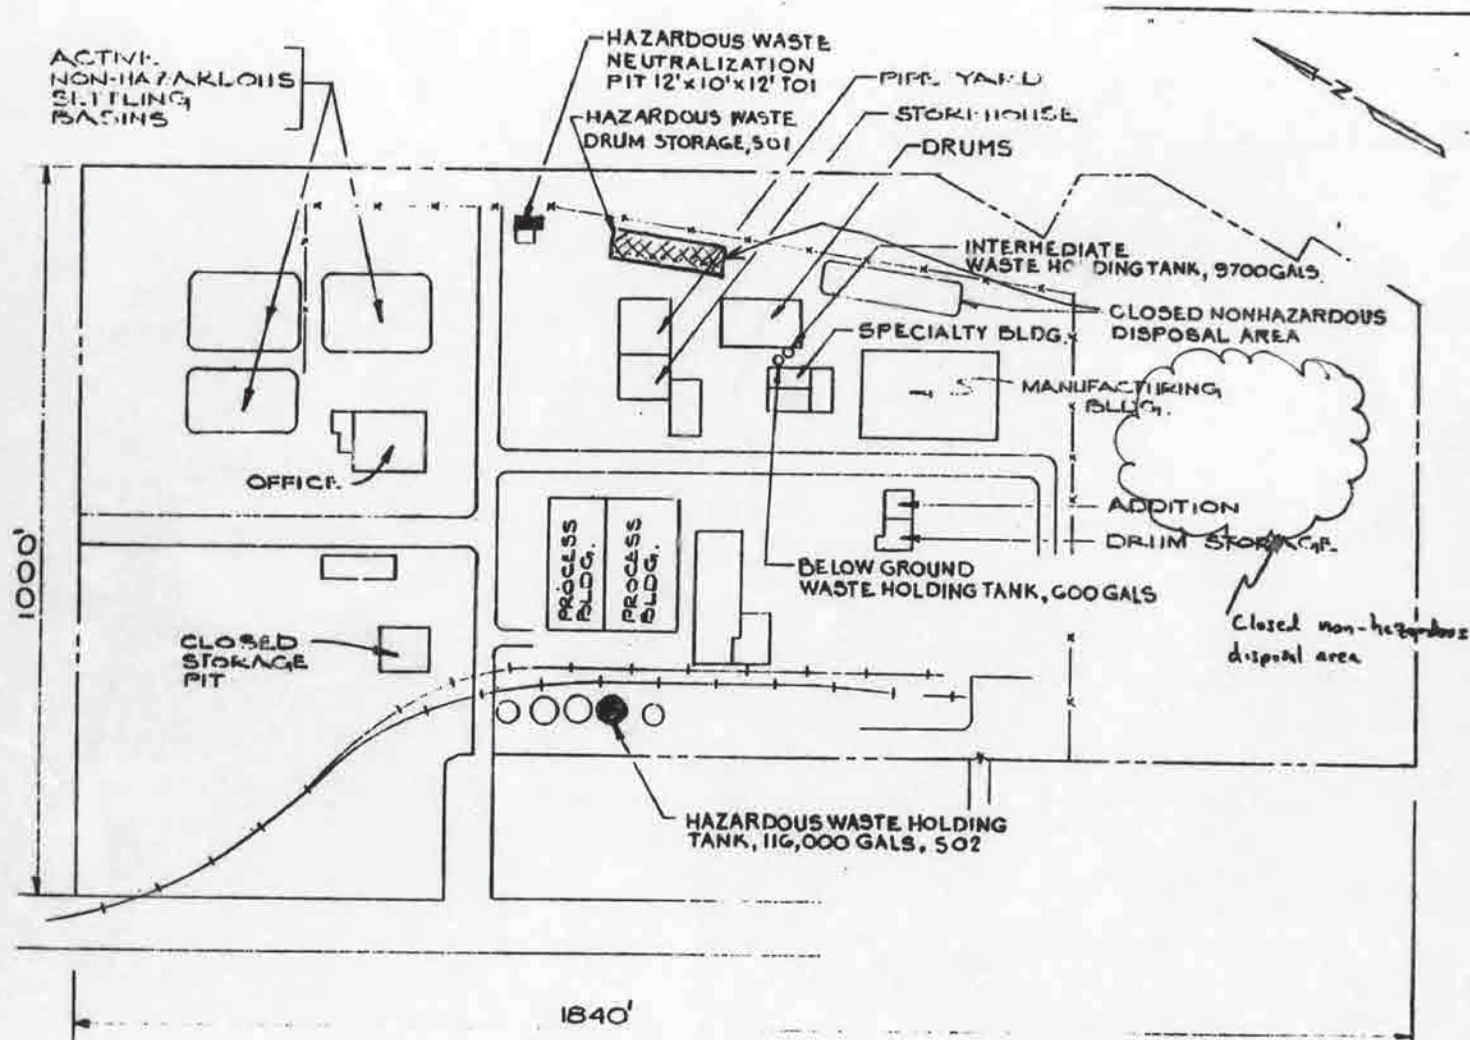 ACTIVE
NON-HAZARDOUS
SETTLING
BASINS
HAZARDOUS WASTE
NEUTRALIZATION
PIT 12'x10'x12' T01
HAZARDOUS WASTE
DRUM STORAGE, S01
PIPE YARD
STOREHOUSE
DRUMS
N
INTERMEDIATE
WASTE HOLDING TANK, 9700 GALS.
CLOSED NONHAZARDOUS
DISPOSAL AREA
SPECIALTY BLDG.
MANUFACTURING
BLDG.
OFFICE
1000'
PROCESS
BLDG.
PROCESS
BLDG.
ADDITION
DRUM STORAGE
BELOW GROUND
WASTE HOLDING TANK, 600 GALS
Closed non-hazardous
disposal area
CLOSED
STORAGE
PIT
HAZARDOUS WASTE HOLDING
TANK, 116,000 GALS. S02
1840'